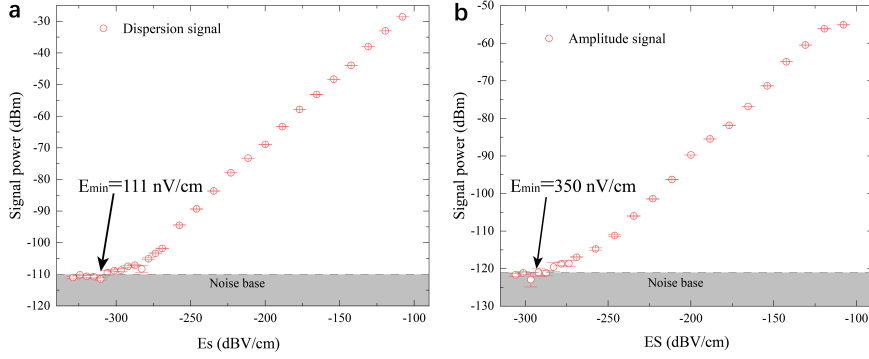 a
Dispersion signal
Signal power (dBm)
-30
-40
-50
-60
-70
-80
-90
-100
-110
-120
Emin=111 nV/cm
Noise base
-300
-250
-200
-150
-100
Es (dBV/cm)
b
Amplitude signal
Signal power (dBm)
-50
-60
-70
-80
-90
-100
-110
-120
-130
Emin=350 nV/cm
Noise base
-300
-250
-200
-150
-100
ES (dBV/cm)